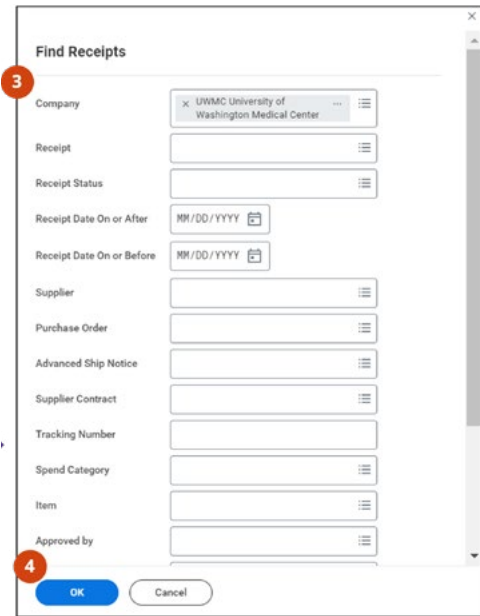 ×
Find Receipts
3
Company
× UWMC University of ...
Washington Medical Center
Receipt
Receipt Status
Receipt Date On or After MM/DD/YYYY
Receipt Date On or Before MM/DD/YYYY
Supplier
Purchase Order
Advanced Ship Notice
Supplier Contract
Tracking Number
Spend Category
Item
Approved by
4
OK Cancel